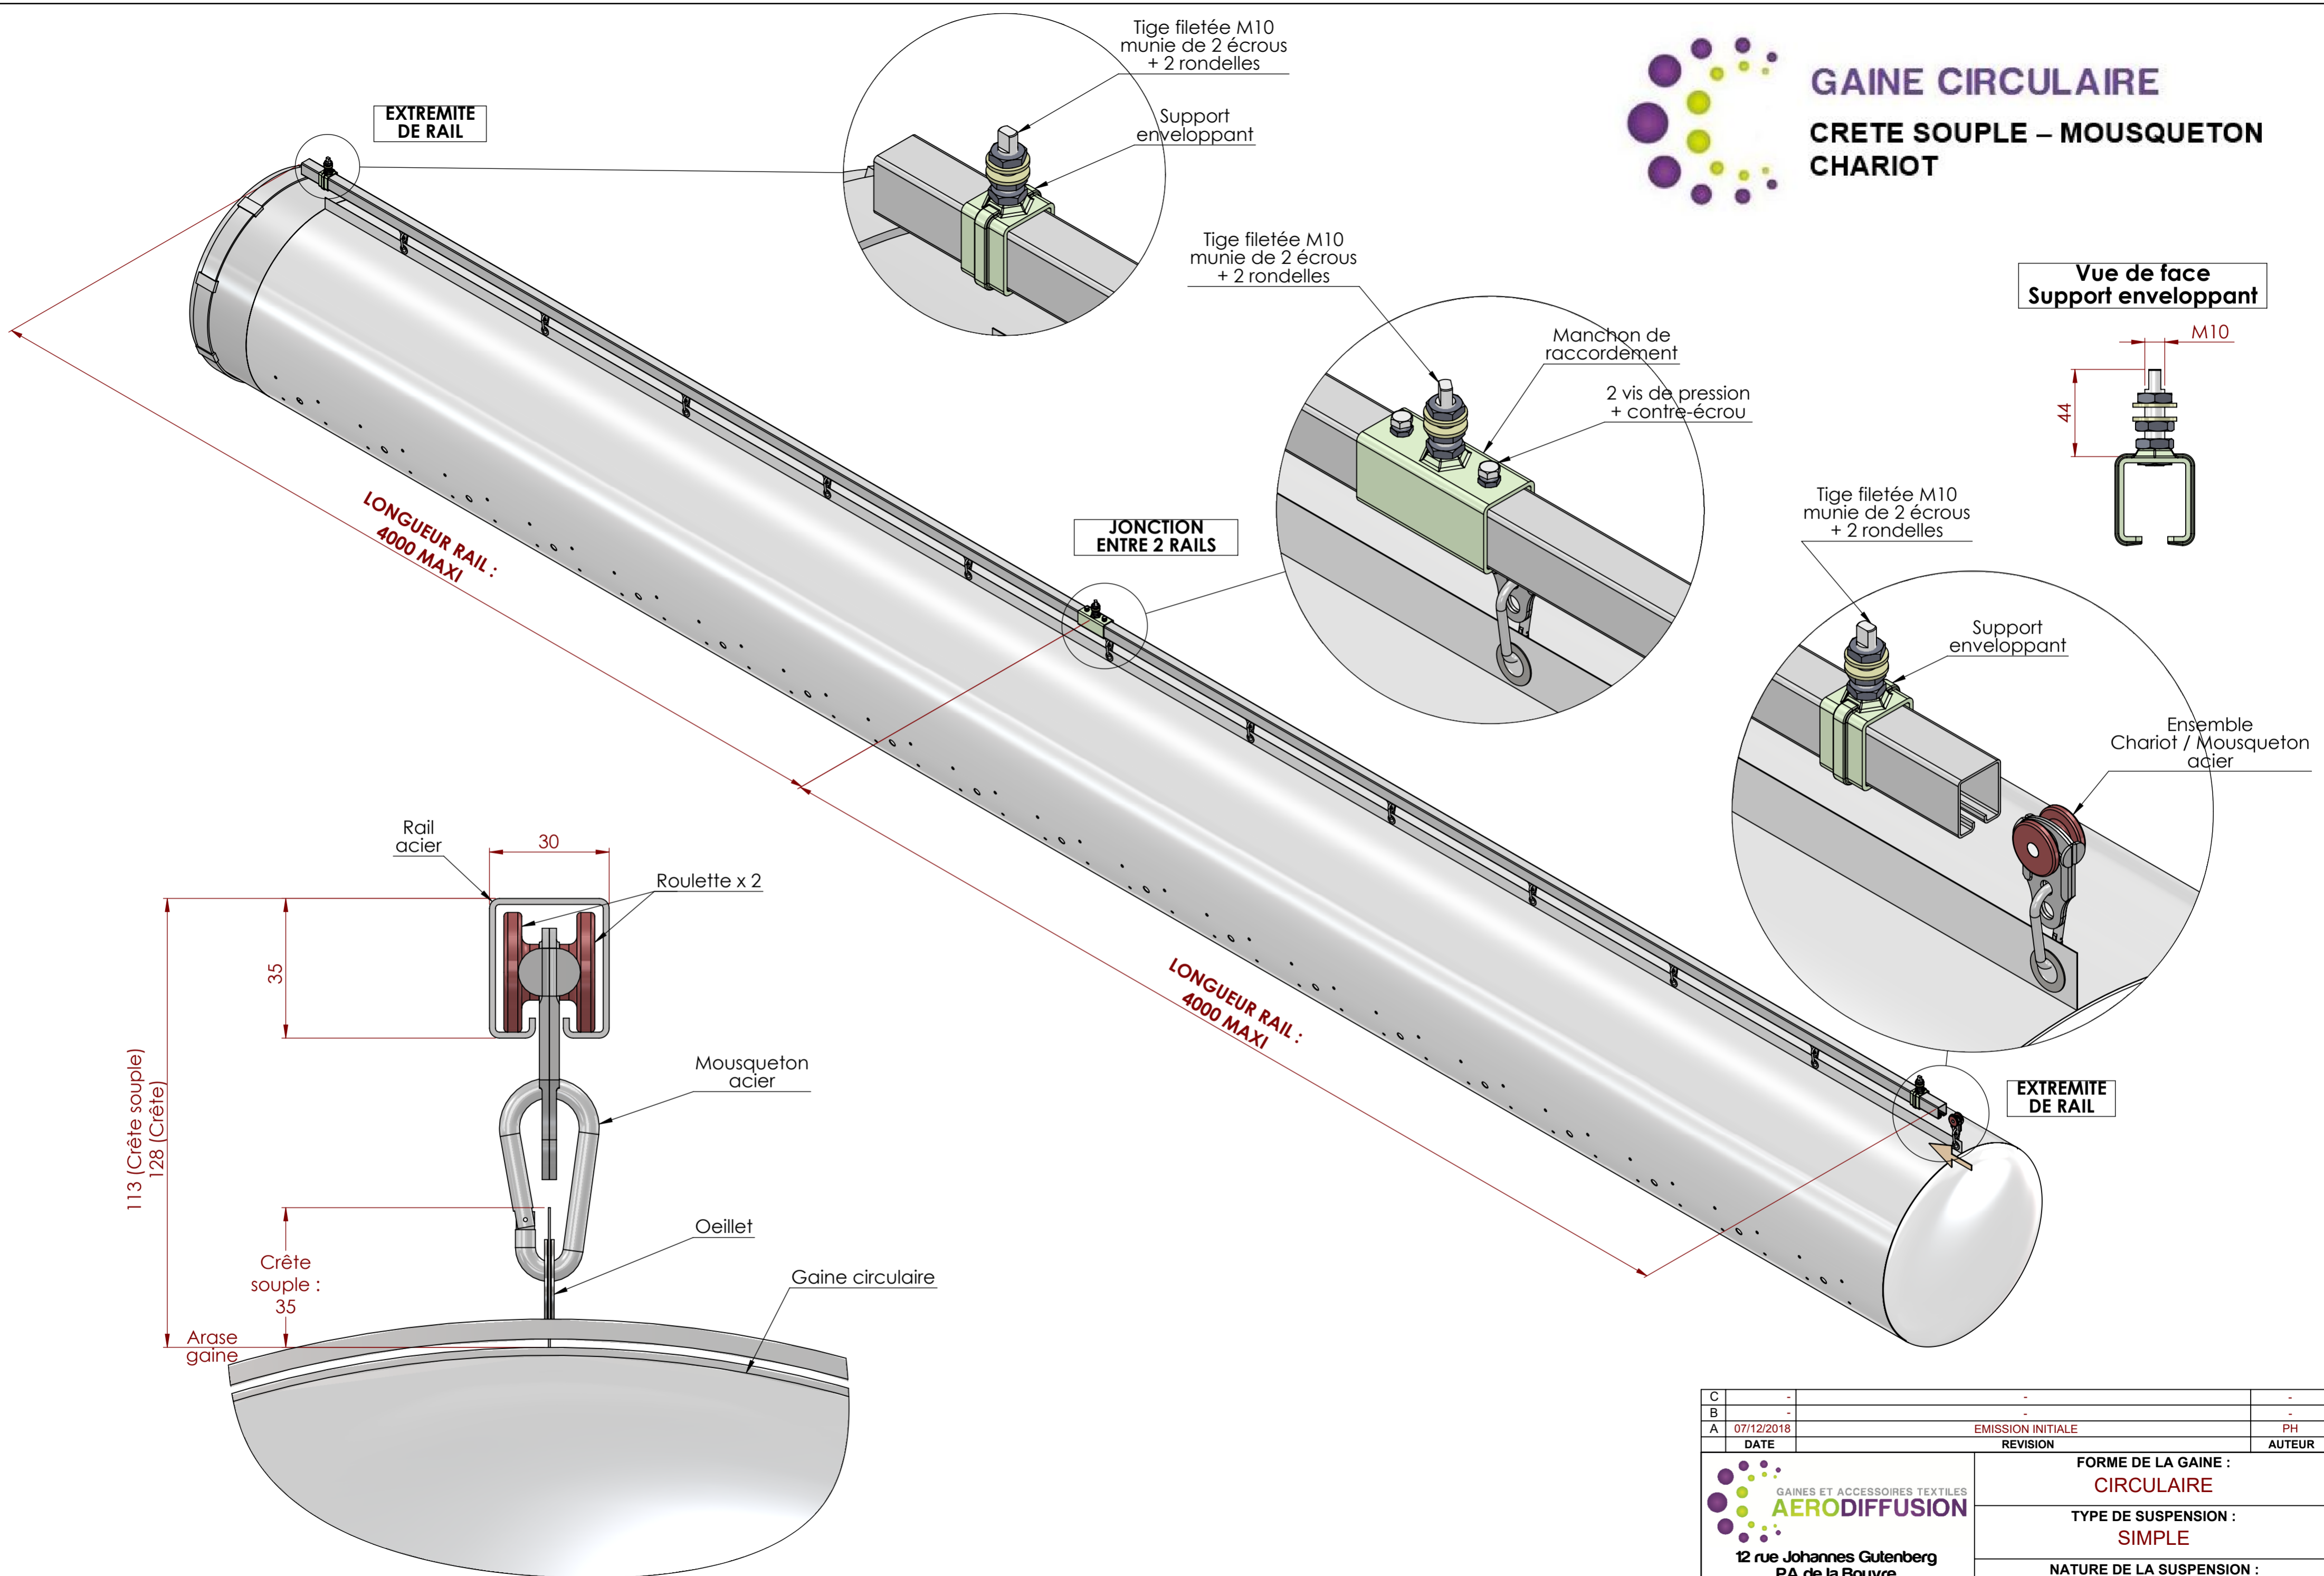 Tige filetée M10
munie de 2 écrous
+ 2 rondelles
EXTREMITE
DE RAIL
Support
enveloppant
GAINE CIRCULAIRE
CRETE SOUPLE – MOUSQUETON
CHARIOT
Tige filetée M10
munie de 2 écrous
+ 2 rondelles
Vue de face
Support enveloppant
M10
44
Manchon de
raccordement
2 vis de pression
+ contre-écrou
LONGUEUR RAIL :
4000 MAXI
JONCTION
ENTRE 2 RAILS
Tige filetée M10
munie de 2 écrous
+ 2 rondelles
Support
enveloppant
Ensemble
Chariot / Mousqueton
acier
Rail
acier
30
Roulette x 2
35
LONGUEUR RAIL :
4000 MAXI
Mousqueton
acier
113 (Crête souple)
128 (Crête)
EXTREMITE
DE RAIL
Oeillet
Crête
souple :
35
Gaine circulaire
Arase
gaine
C - - -
B - - -
A 07/12/2018 EMISSION INITIALE PH
DATE REVISION AUTEUR
GAINES ET ACCESSOIRES TEXTILES
AERODIFFUSION
12 rue Johannes Gutenberg
PA de la Bouvre
FORME DE LA GAINE :
CIRCULAIRE
TYPE DE SUSPENSION :
SIMPLE
NATURE DE LA SUSPENSION :